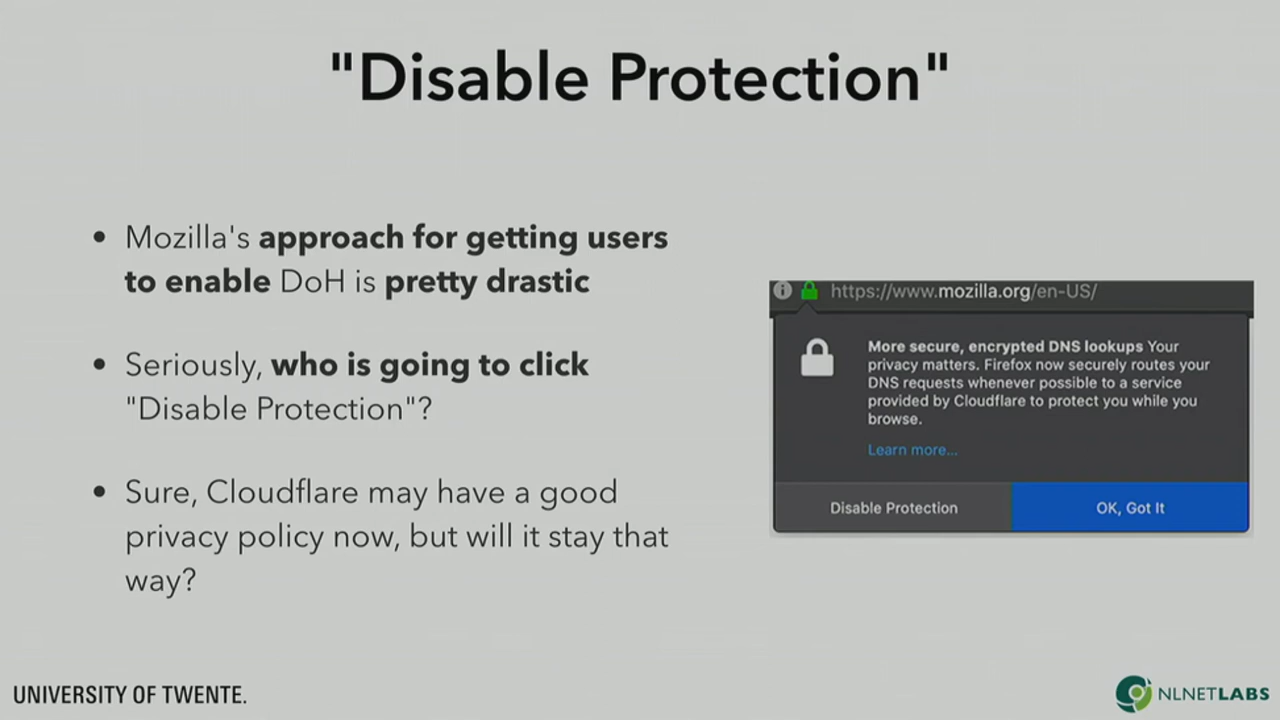 "Disable Protection"
• Mozilla's approach for getting users
to enable DoH is pretty drastic
• Seriously, who is going to click
"Disable Protection"?
• Sure, Cloudflare may have a good
privacy policy now, but will it stay that
way?
https://www.mozilla.org/en-US/
More secure, encrypted DNS lookups Your
privacy matters. Firefox now securely routes your
DNS requests whenever possible to a service
provided by Cloudflare to protect you while you
browse.
Learn more...
Disable Protection
OK, Got It
UNIVERSITY OF TWENTE.
NLNETLABS